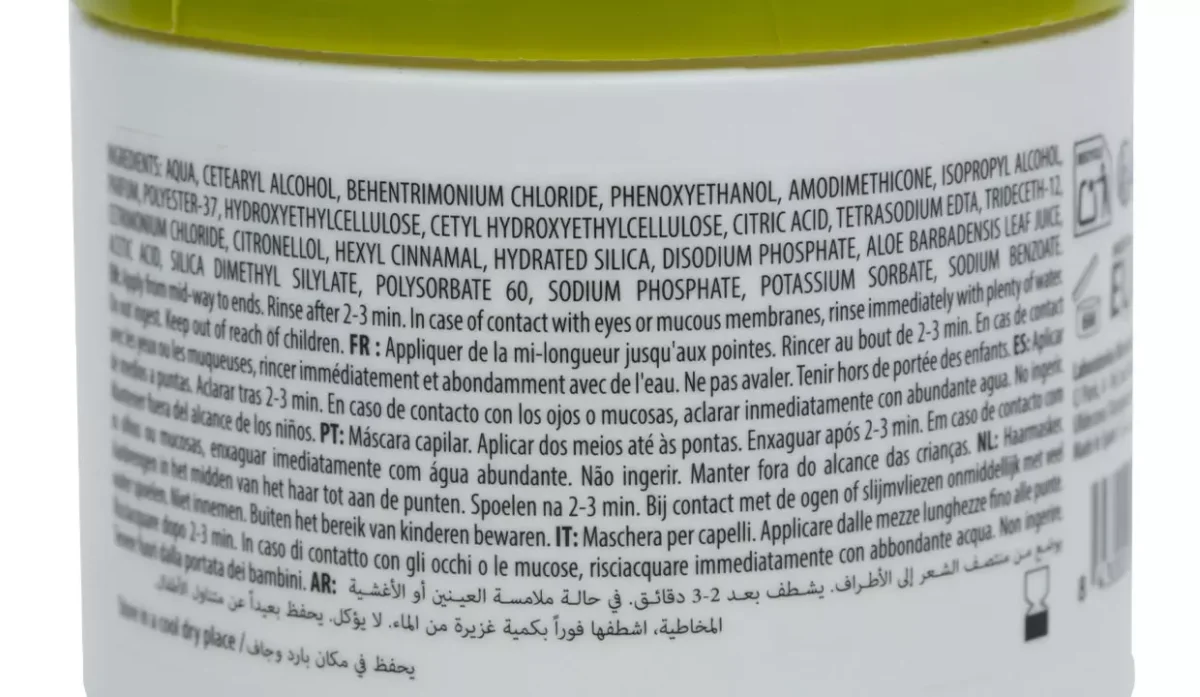 INGREDIENTS: AQUA, CETEARYL ALCOHOL, BEHENTRIMONIUM CHLORIDE, PHENOXYETHANOL, AMODIMETHICONE, ISOPROPYL ALCOHOL,
PARFUM, POLYESTER-37, HYDROXYETHYLCELLULOSE, CETYL HYDROXYETHYLCELLULOSE, CITRIC ACID, TETRASODIUM EDTA, TRIDECETH-12,
CETRIMONIUM CHLORIDE, CITRONELLOL, HEXYL CINNAMAL, HYDRATED SILICA, DISODIUM PHOSPHATE, ALOE BARBADENSIS LEAF JUICE,
ACETIC ACID, SILICA DIMETHYL SILYLATE, POLYSORBATE 60, SODIUM PHOSPHATE, POTASSIUM SORBATE, SODIUM BENZOATE.
EN: Apply from mid-way to ends. Rinse after 2-3 min. In case of contact with eyes or mucous membranes, rinse immediately with plenty of water.
Do not ingest. Keep out of reach of children. FR : Appliquer de la mi-longueur jusqu'aux pointes. Rincer au bout de 2-3 min. En cas de contact
avec les yeux ou les muqueuses, rincer immédiatement et abondamment avec de l'eau. Ne pas avaler. Tenir hors de portée des enfants. ES: Aplicar
de medios a puntas. Aclarar tras 2-3 min. En caso de contacto con los ojos o mucosas, aclarar inmediatamente con abundante agua. No ingerir.
Mantener fuera del alcance de los niños. PT: Máscara capilar. Aplicar dos meios até às pontas. Enxaguar após 2-3 min. Em caso de contacto com
os olhos ou mucosas, enxaguar imediatamente com água abundante. Não ingerir. Manter fora do alcance das crianças. NL: Haarmasker.
Aanbrengen in het midden van het haar tot aan de punten. Spoelen na 2-3 min. Bij contact met de ogen of slijmvliezen onmiddellijk met veel
water spoelen. Niet innemen. Buiten het bereik van kinderen bewaren. IT: Maschera per capelli. Applicare dalle mezze lunghezze fino alle punte.
Risciacquare dopo 2-3 min. In caso di contatto con gli occhi o le mucose, risciacquare immediatamente con abbondante acqua. Non ingerire.
Tenere fuori dalla portata dei bambini. AR: يوضع من منتصف الشعر إلى الأطراف. يشطف بعد 2-3 دقائق. في حالة ملامسة العينين أو الأغشية
المخاطية، اشطفها فوراً بكمية غزيرة من الماء. لا يؤكل. يحفظ بعيداً عن متناول الأطفال
Store in a cool dry place / يحفظ في مكان بارد وجاف